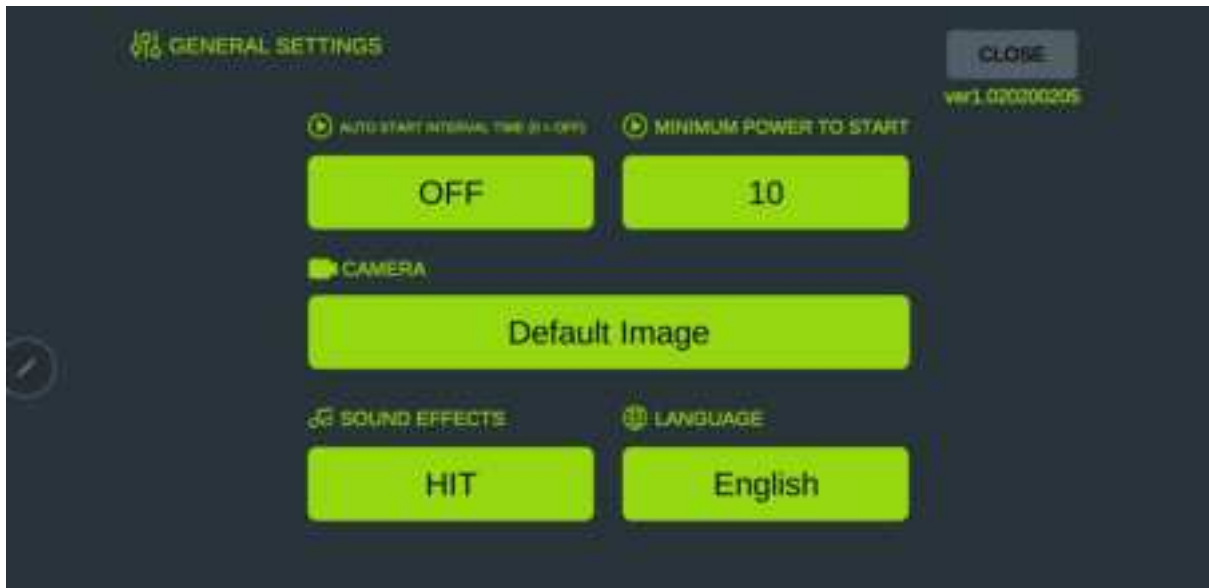 GENERAL SETTINGS
CLOSE
ver1.020200205
AUTO START INTERVAL TIME (0 = OFF)
MINIMUM POWER TO START
OFF
10
CAMERA
Default Image
SOUND EFFECTS
LANGUAGE
HIT
English